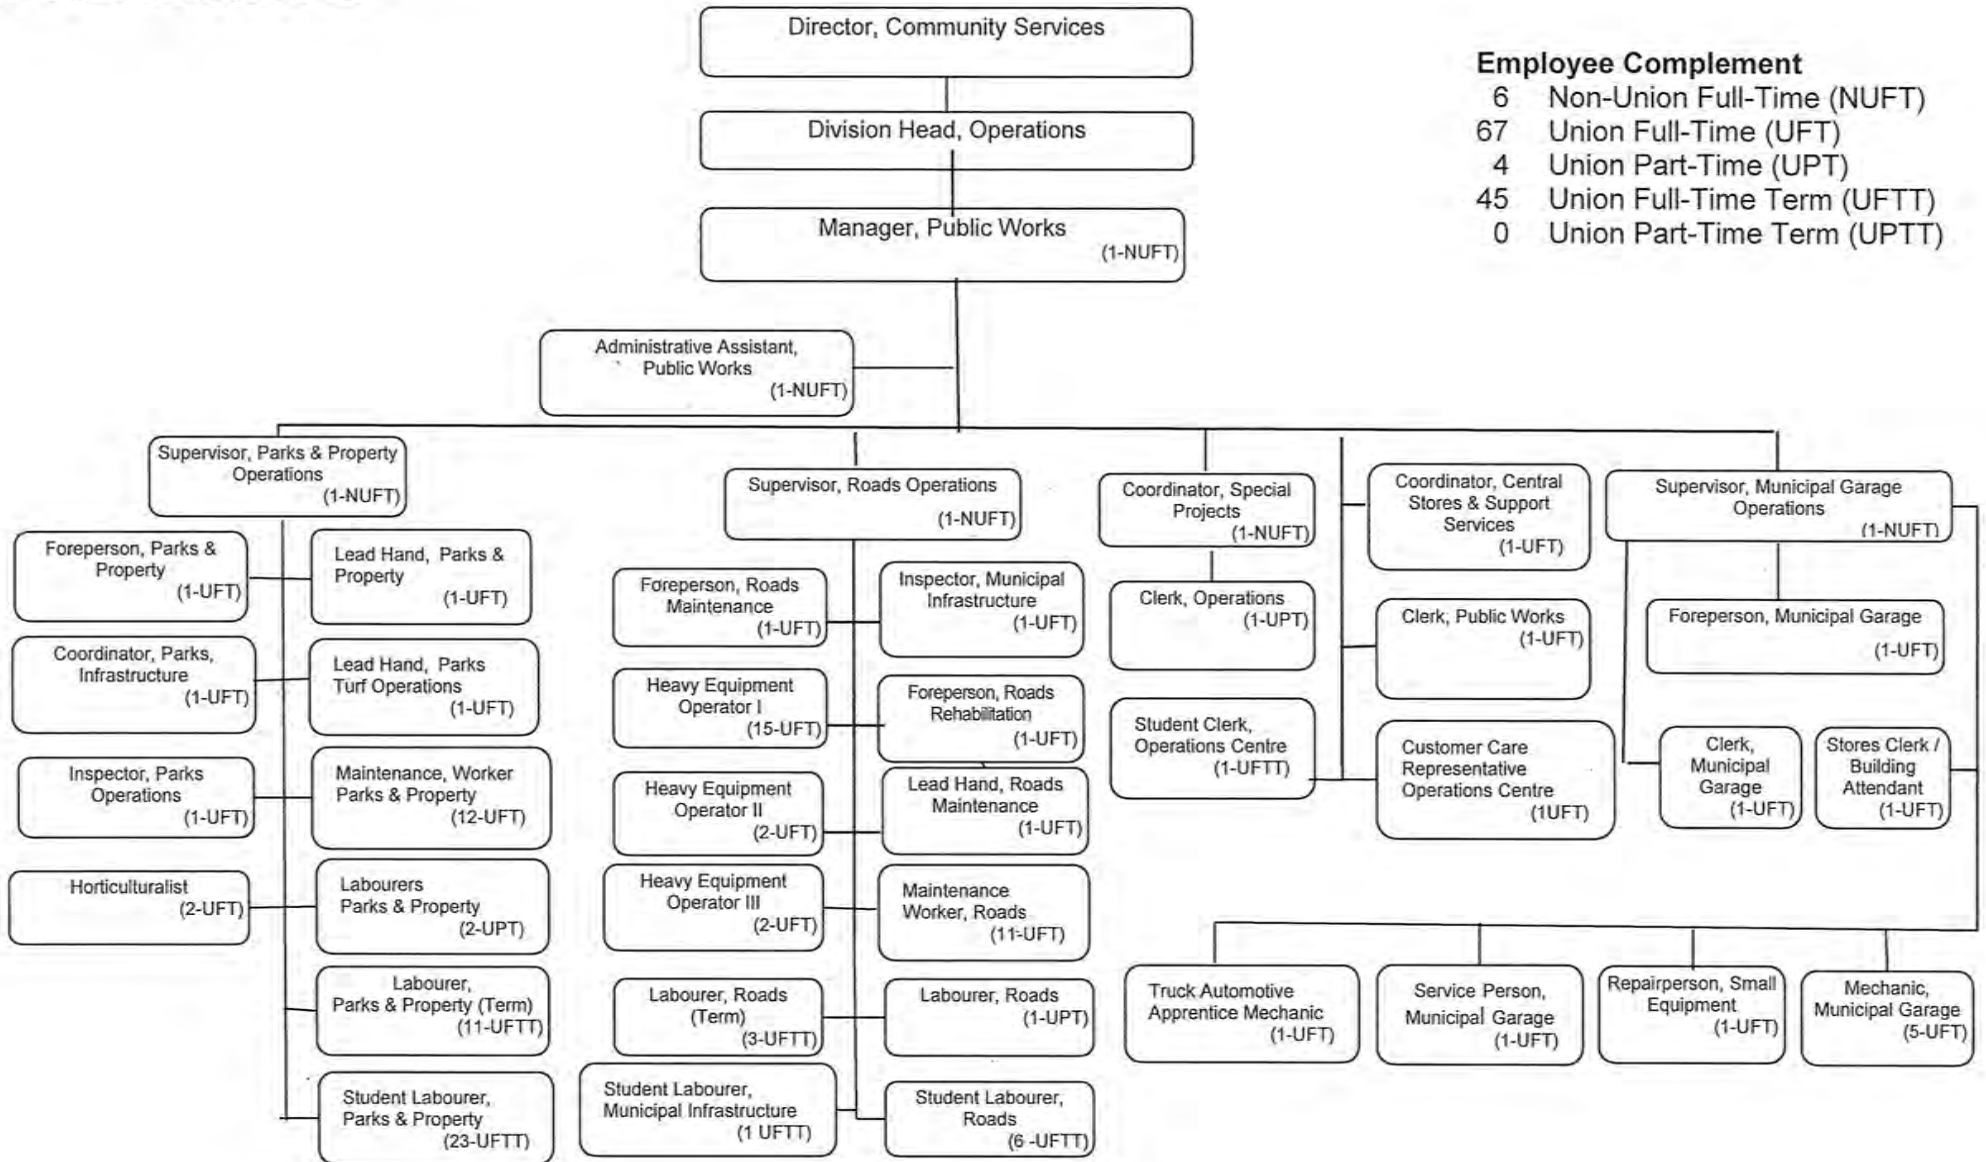 Director, Community Services
Employee Complement
6 Non-Union Full-Time (NUFT)
67 Union Full-Time (UFT)
4 Union Part-Time (UPT)
45 Union Full-Time Term (UFTT)
0 Union Part-Time Term (UPTT)
Division Head, Operations
Manager, Public Works
(1-NUFT)
Administrative Assistant,
Public Works
(1-NUFT)
Supervisor, Parks & Property
Operations
(1-NUFT)
Foreperson, Parks &
Property
(1-UFT)
Lead Hand, Parks &
Property
(1-UFT)
Coordinator, Parks,
Infrastructure
(1-UFT)
Lead Hand, Parks
Turf Operations
(1-UFT)
Inspector, Parks
Operations
(1-UFT)
Maintenance, Worker
Parks & Property
(12-UFT)
Horticulturalist
(2-UFT)
Labourers
Parks & Property
(2-UPT)
Labourer,
Parks & Property (Term)
(11-UFTT)
Student Labourer,
Parks & Property
(23-UFTT)
Supervisor, Roads Operations
(1-NUFT)
Foreperson, Roads
Maintenance
(1-UFT)
Inspector, Municipal
Infrastructure
(1-UFT)
Heavy Equipment
Operator I
(15-UFT)
Foreperson, Roads
Rehabilitation
(1-UFT)
Heavy Equipment
Operator II
(2-UFT)
Lead Hand, Roads
Maintenance
(1-UFT)
Heavy Equipment
Operator III
(2-UFT)
Maintenance
Worker, Roads
(11-UFT)
Labourer, Roads
(Term)
(3-UFTT)
Labourer, Roads
(1-UPT)
Student Labourer,
Municipal Infrastructure
(1 UFTT)
Student Labourer,
Roads
(6 -UFTT)
Coordinator, Special
Projects
(1-NUFT)
Clerk, Operations
(1-UPT)
Student Clerk,
Operations Centre
(1-UFTT)
Coordinator, Central
Stores & Support
Services
(1-UFT)
Clerk, Public Works
(1-UFT)
Customer Care
Representative
Operations Centre
(1UFT)
Supervisor, Municipal Garage
Operations
(1-NUFT)
Foreperson, Municipal Garage
(1-UFT)
Clerk,
Municipal
Garage
(1-UFT)
Stores Clerk /
Building
Attendant
(1-UFT)
Truck Automotive
Apprentice Mechanic
(1-UFT)
Service Person,
Municipal Garage
(1-UFT)
Repairperson, Small
Equipment
(1-UFT)
Mechanic,
Municipal Garage
(5-UFT)